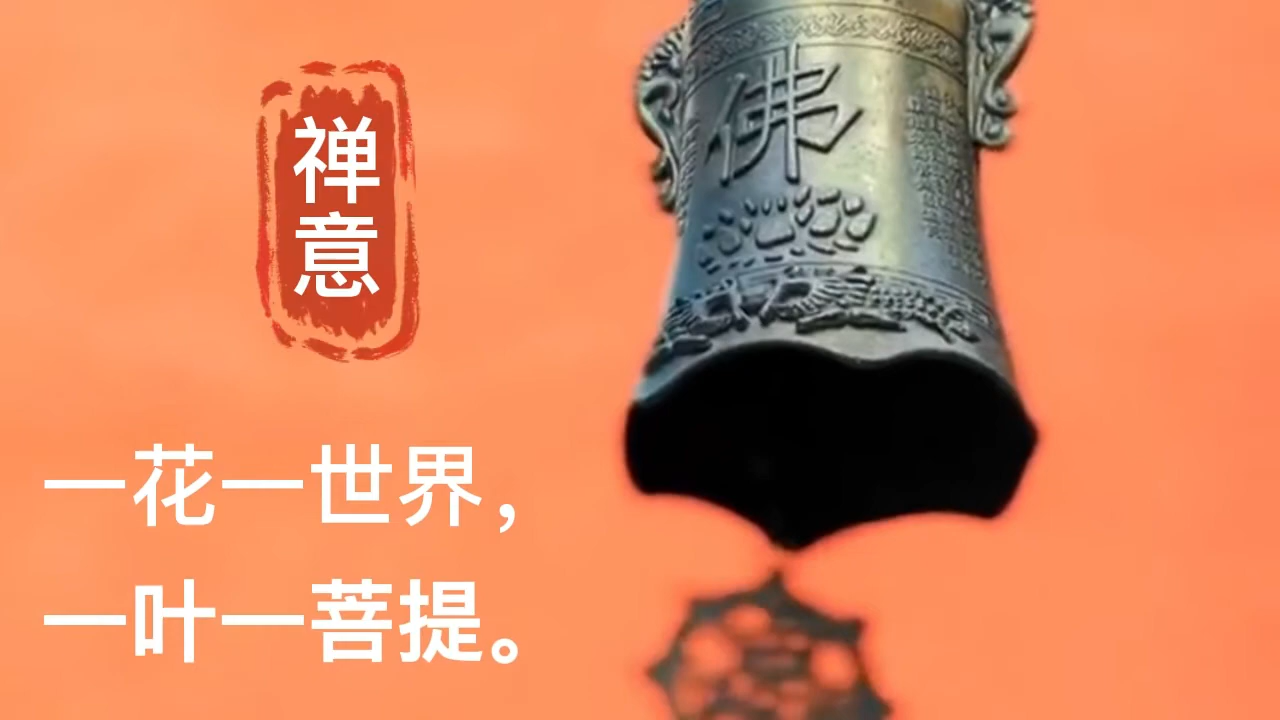 禅意
佛
一花一世界，
一叶一菩提。